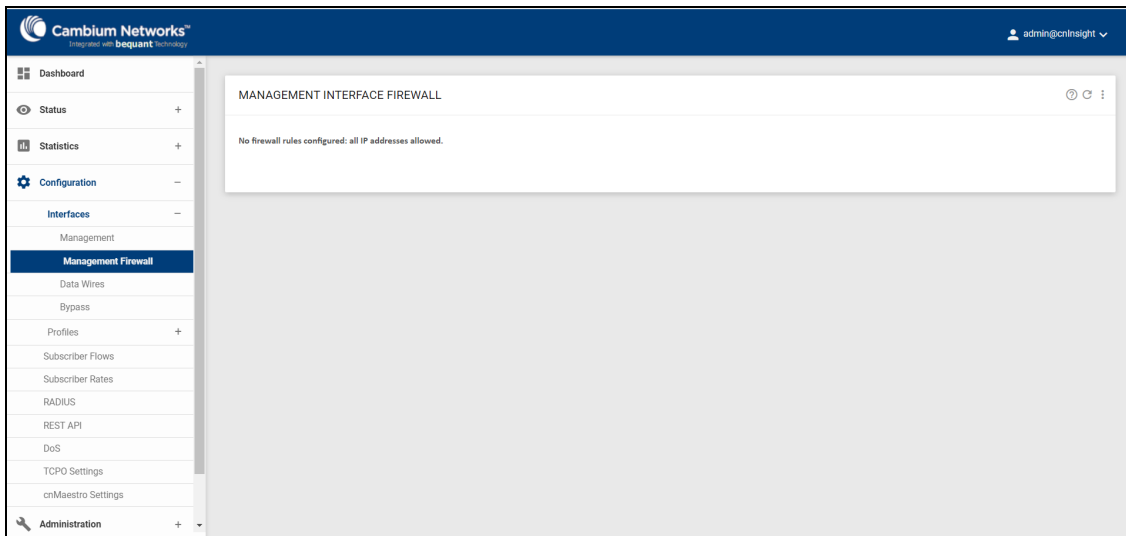 Cambium Networks™
Integrated with bequant Technology
admin@cnInsight
Dashboard
Status +
Statistics +
Configuration −
Interfaces −
Management
Management Firewall
Data Wires
Bypass
Profiles +
Subscriber Flows
Subscriber Rates
RADIUS
REST API
DoS
TCPO Settings
cnMaestro Settings
Administration +
MANAGEMENT INTERFACE FIREWALL
No firewall rules configured: all IP addresses allowed.